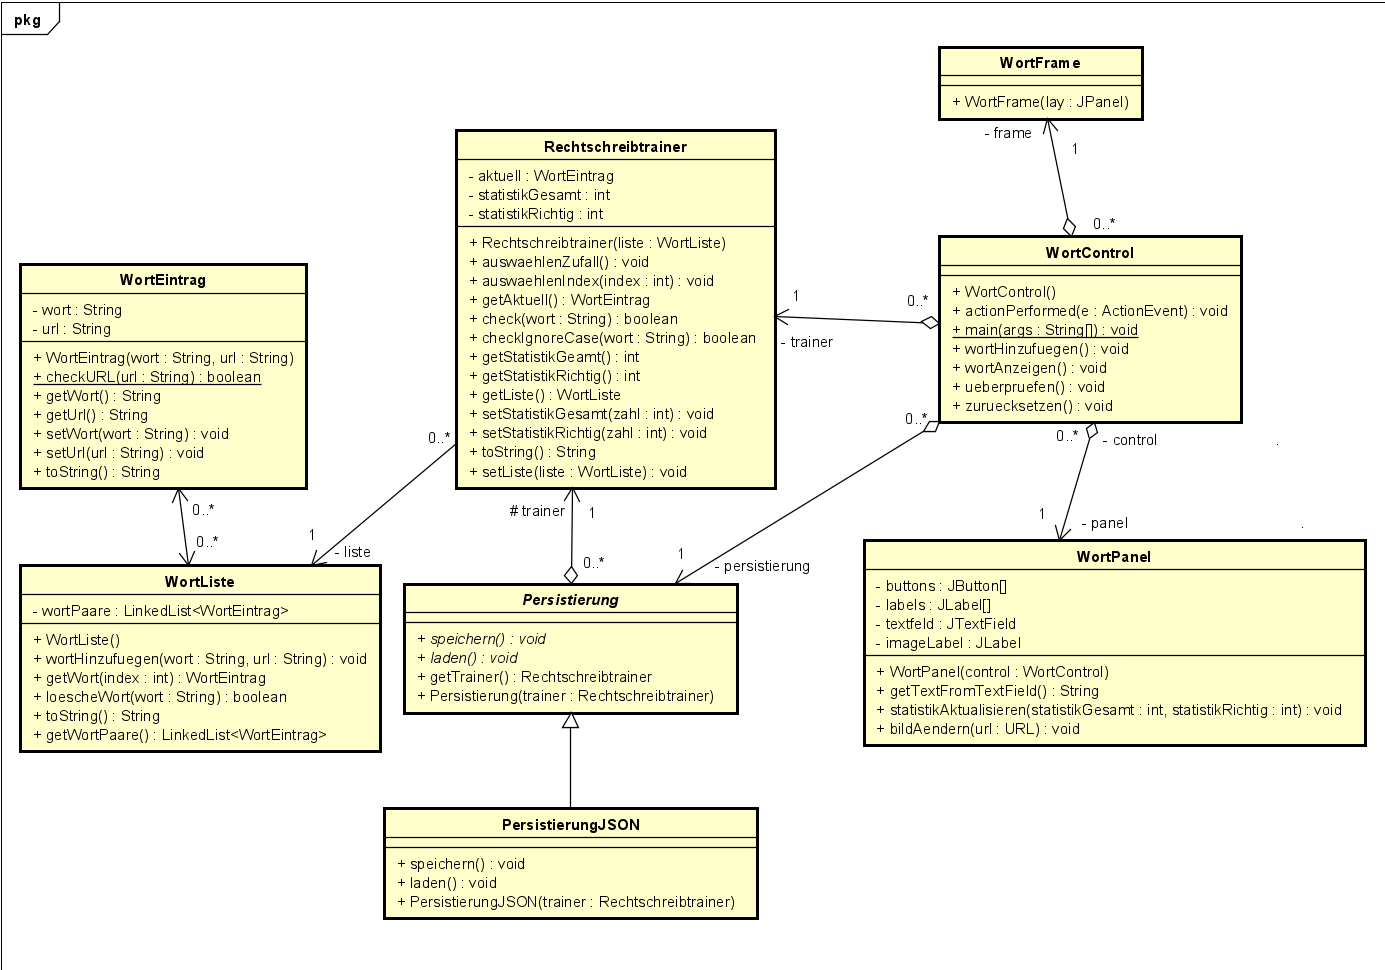 pkg
WortFrame
+ WortFrame(lay : JPanel)
- frame
1
0..*
Rechtschreibtrainer
- aktuell : WortEintrag
- statistikGesamt : int
- statistikRichtig : int
+ Rechtschreibtrainer(liste : WortListe)
+ auswaehlenZufall() : void
+ auswaehlenIndex(index : int) : void
+ getAktuell() : WortEintrag
+ check(wort : String) : boolean
+ checkIgnoreCase(wort : String) : boolean
+ getStatistikGeamt() : int
+ getStatistikRichtig() : int
+ getListe() : WortListe
+ setStatistikGesamt(zahl : int) : void
+ setStatistikRichtig(zahl : int) : void
+ toString() : String
+ setListe(liste : WortListe) : void
WortControl
+ WortControl()
+ actionPerformed(e : ActionEvent) : void
+ main(args : String[]) : void
+ wortHinzufuegen() : void
+ wortAnzeigen() : void
+ ueberpruefen() : void
+ zuruecksetzen() : void
1
0..*
- trainer
WortEintrag
- wort : String
- url : String
+ WortEintrag(wort : String, url : String)
+ checkURL(url : String) : boolean
+ getWort() : String
+ getUrl() : String
+ setWort(wort : String) : void
+ setUrl(url : String) : void
+ toString() : String
0..*
0..*
0..*
1
- liste
# trainer
1
0..*
0..*
1
- persistierung
0..*
- control
1
- panel
WortListe
- wortPaare : LinkedList<WortEintrag>
+ WortListe()
+ wortHinzufuegen(wort : String, url : String) : void
+ getWort(index : int) : WortEintrag
+ loescheWort(wort : String) : boolean
+ toString() : String
+ getWortPaare() : LinkedList<WortEintrag>
Persistierung
+ speichern() : void
+ laden() : void
+ getTrainer() : Rechtschreibtrainer
+ Persistierung(trainer : Rechtschreibtrainer)
WortPanel
- buttons : JButton[]
- labels : JLabel[]
- textfeld : JTextField
- imageLabel : JLabel
+ WortPanel(control : WortControl)
+ getTextFromTextField() : String
+ statistikAktualisieren(statistikGesamt : int, statistikRichtig : int) : void
+ bildAendern(url : URL) : void
PersistierungJSON
+ speichern() : void
+ laden() : void
+ PersistierungJSON(trainer : Rechtschreibtrainer)